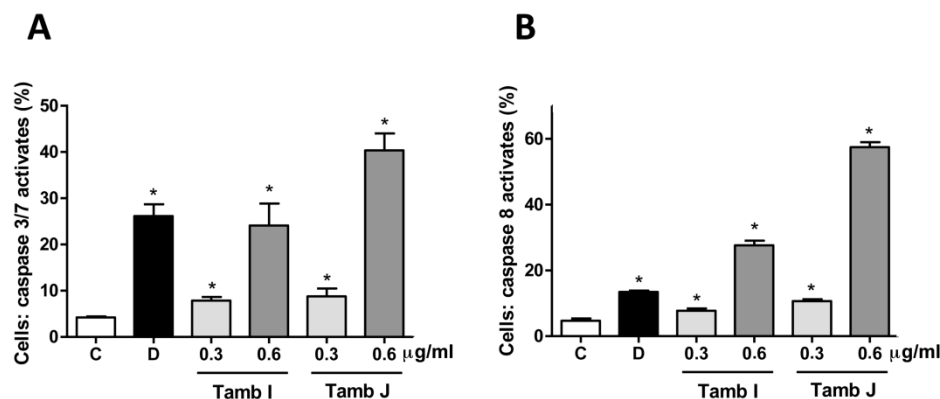 A
Cells: caspase 3/7 activates (%)
50
40
30
20
10
0
*
*
*
*
*
C D 0.3 0.6 0.3 0.6 μg/ml
Tamb I Tamb J
B
Cells: caspase 8 activates (%)
60
40
20
0
*
*
*
*
*
C D 0.3 0.6 0.3 0.6 μg/ml
Tamb I Tamb J